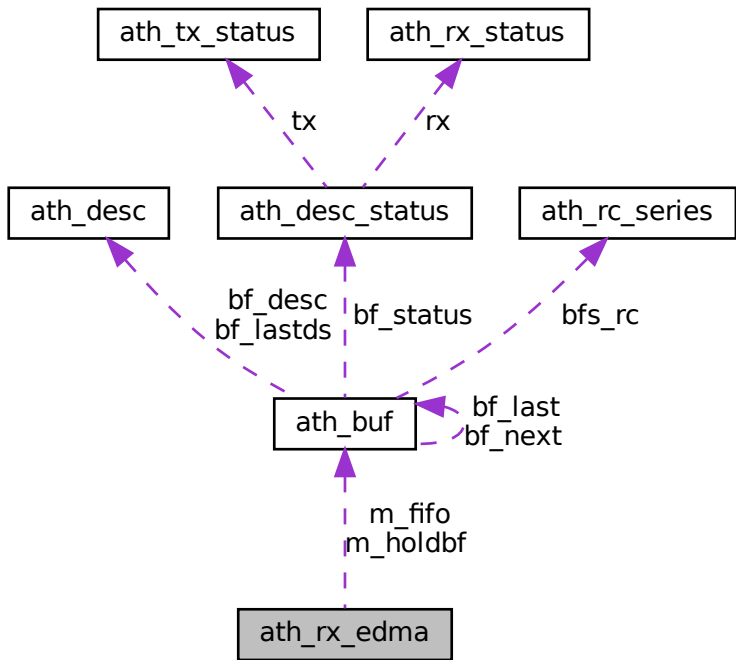 ath_tx_status
ath_rx_status
tx
rx
ath_desc
ath_desc_status
ath_rc_series
bf_desc
bf_lastds
bf_status
bfs_rc
ath_buf
bf_last
bf_next
m_fifo
m_holdbf
ath_rx_edma